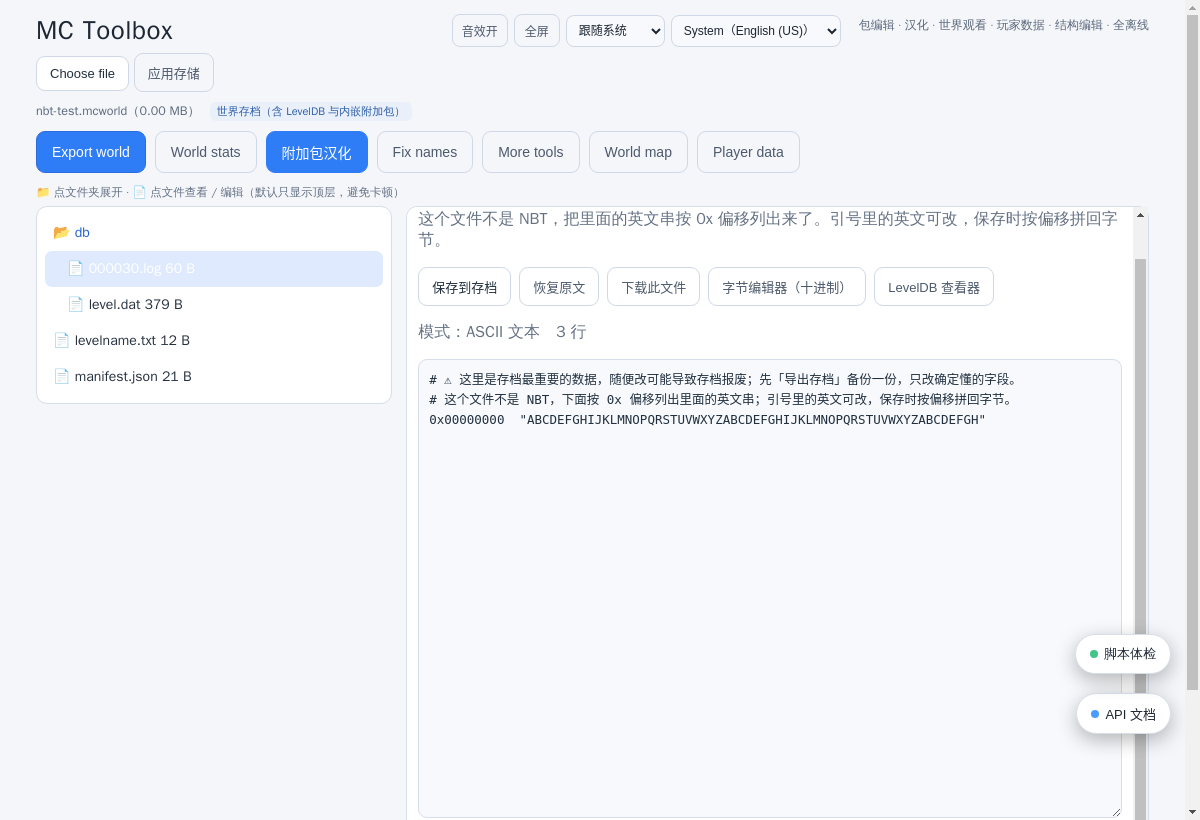 MC Toolbox
音效开
全屏
跟随系统
System（English (US)）
包编辑 · 汉化 · 世界观看 · 玩家数据 · 结构编辑 · 全离线
Choose file
应用存储
nbt-test.mcworld（0.00 MB）
世界存档（含 LevelDB 与内嵌附加包）
Export world
World stats
附加包汉化
Fix names
More tools
World map
Player data
📁 点文件夹展开 · 📄 点文件查看 / 编辑（默认只显示顶层，避免卡顿）
📂 db
📄 000030.log 60 B
📄 level.dat 379 B
📄 levelname.txt 12 B
📄 manifest.json 21 B
这个文件不是 NBT，把里面的英文串按 0x 偏移列出来了。引号里的英文可改，保存时按偏移拼回字
节。
保存到存档
恢复原文
下载此文件
字节编辑器（十进制）
LevelDB 查看器
模式：ASCII 文本　3 行
# ⚠ 这里是存档最重要的数据，随便改可能导致存档报废；先「导出存档」备份一份，只改确定懂的字段。
# 这个文件不是 NBT，下面按 0x 偏移列出里面的英文串；引号里的英文可改，保存时按偏移拼回字节。
0x00000000  "ABCDEFGHIJKLMNOPQRSTUVWXYZABCDEFGHIJKLMNOPQRSTUVWXYZABCDEFGH"
脚本体检
API 文档